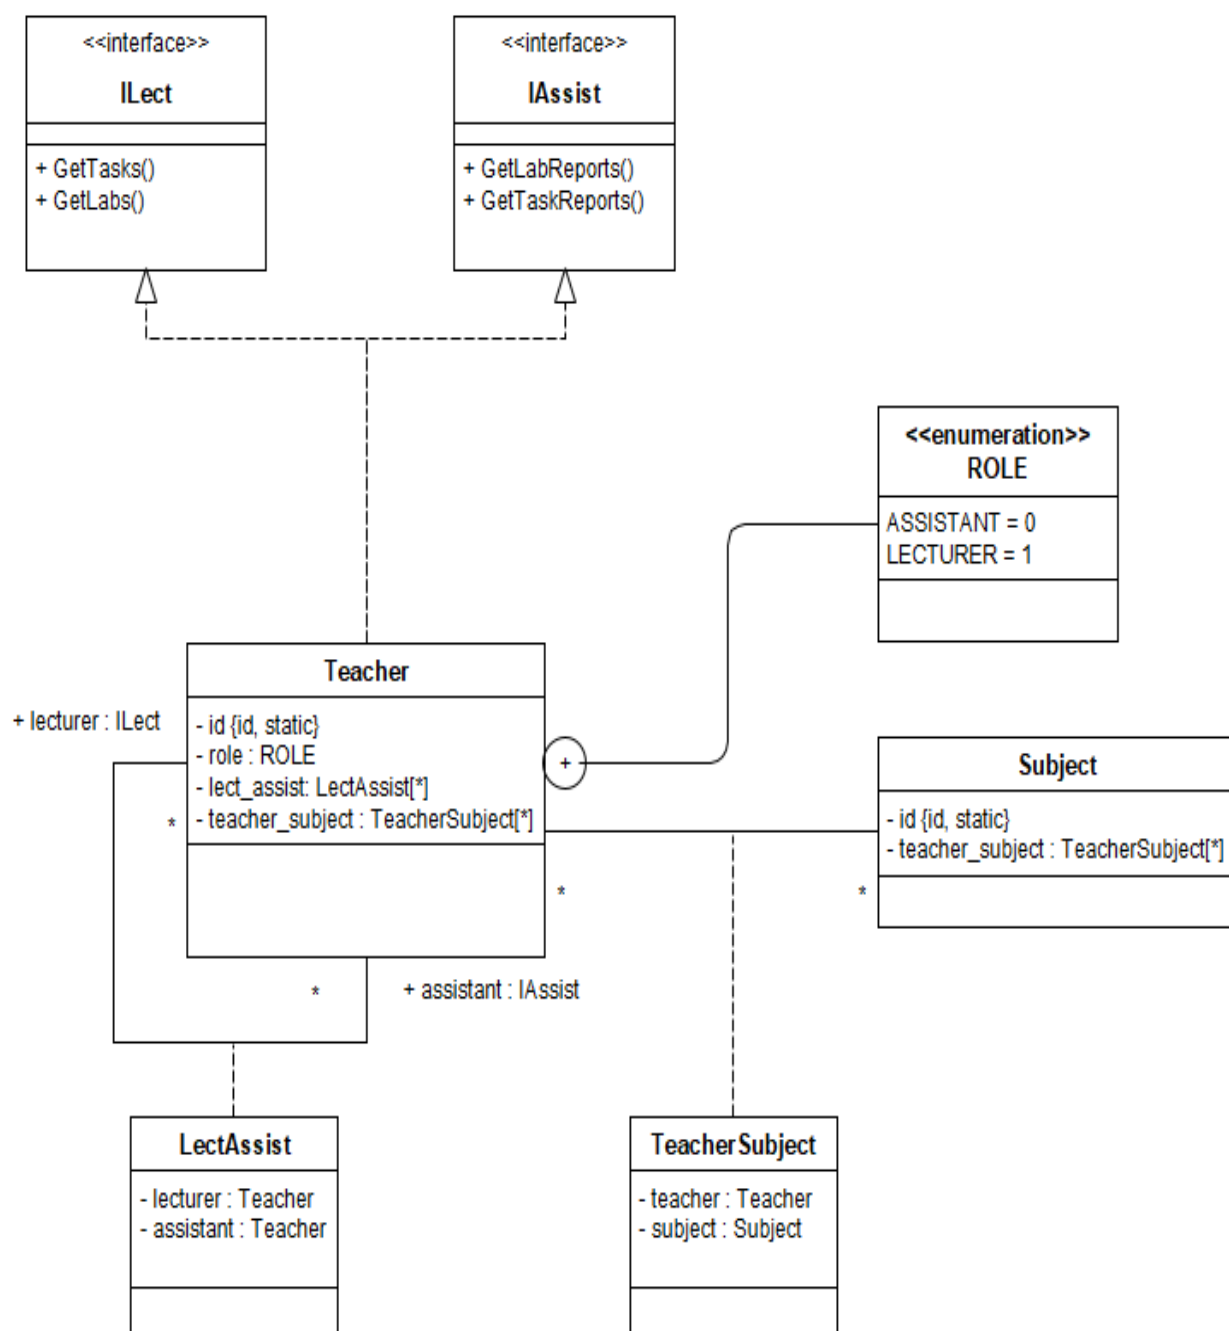 <<interface>>
ILect
+ GetTasks()
+ GetLabs()
<<interface>>
IAssist
+ GetLabReports()
+ GetTaskReports()
<<enumeration>>
ROLE
ASSISTANT = 0
LECTURER = 1
Teacher
- id {id, static}
- role : ROLE
- lect_assist: LectAssist[*]
- teacher_subject : TeacherSubject[*]
+ lecturer : ILect
*
+
Subject
- id {id, static}
- teacher_subject : TeacherSubject[*]
*
*
*
+ assistant : IAssist
LectAssist
- lecturer : Teacher
- assistant : Teacher
TeacherSubject
- teacher : Teacher
- subject : Subject